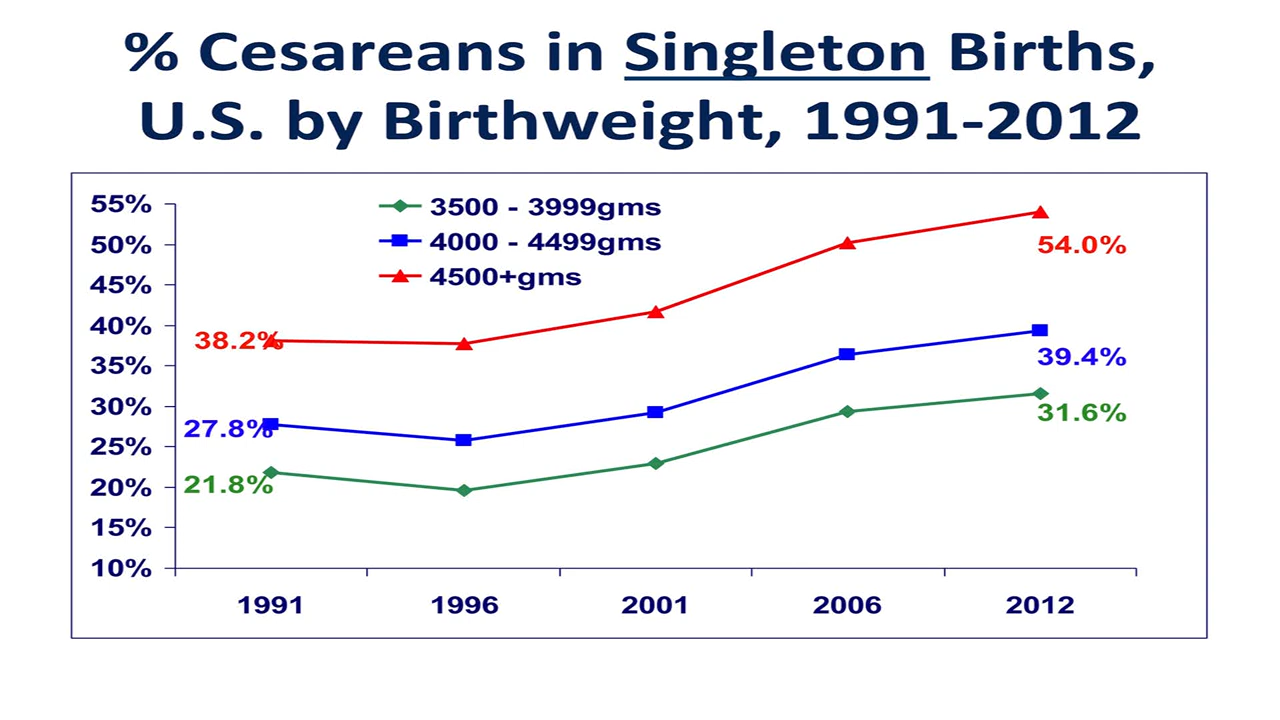 % Cesareans in Singleton Births,
U.S. by Birthweight, 1991-2012
55%
50%
45%
40%
35%
30%
25%
20%
15%
10%
3500 - 3999gms
4000 - 4499gms
4500+gms
38.2%
27.8%
21.8%
54.0%
39.4%
31.6%
1991 1996 2001 2006 2012